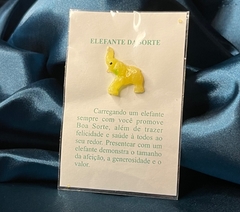 ELEFANTE DA SORTE
Carregando um elefante
sempre com você promove
Boa Sorte, além de trazer
felicidade e saúde à todos ao
seu redor. Presentear com um
elefante demonstra o tamanho
da afeição, a generosidade e o
valor.